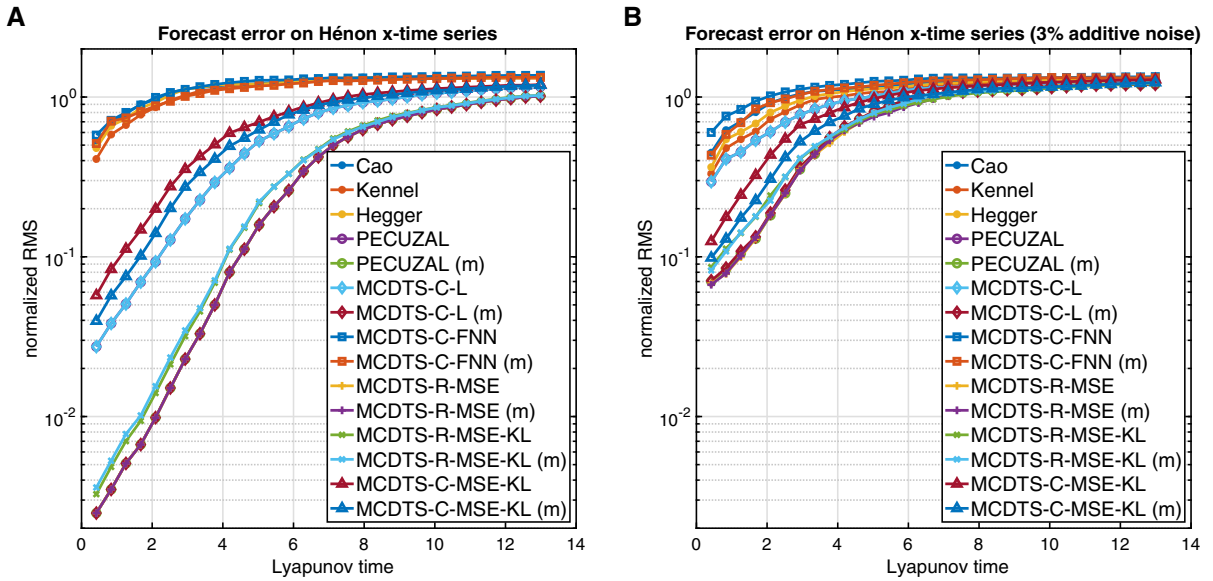 A
Forecast error on Hénon x-time series
normalized RMS
10^0
10^-1
10^-2
Cao
Kennel
Hegger
PECUZAL
PECUZAL (m)
MCDTS-C-L
MCDTS-C-L (m)
MCDTS-C-FNN
MCDTS-C-FNN (m)
MCDTS-R-MSE
MCDTS-R-MSE (m)
MCDTS-R-MSE-KL
MCDTS-R-MSE-KL (m)
MCDTS-C-MSE-KL
MCDTS-C-MSE-KL (m)
0 2 4 6 8 10 12 14
Lyapunov time
B
Forecast error on Hénon x-time series (3% additive noise)
normalized RMS
10^0
10^-1
10^-2
Cao
Kennel
Hegger
PECUZAL
PECUZAL (m)
MCDTS-C-L
MCDTS-C-L (m)
MCDTS-C-FNN
MCDTS-C-FNN (m)
MCDTS-R-MSE
MCDTS-R-MSE (m)
MCDTS-R-MSE-KL
MCDTS-R-MSE-KL (m)
MCDTS-C-MSE-KL
MCDTS-C-MSE-KL (m)
0 2 4 6 8 10 12 14
Lyapunov time